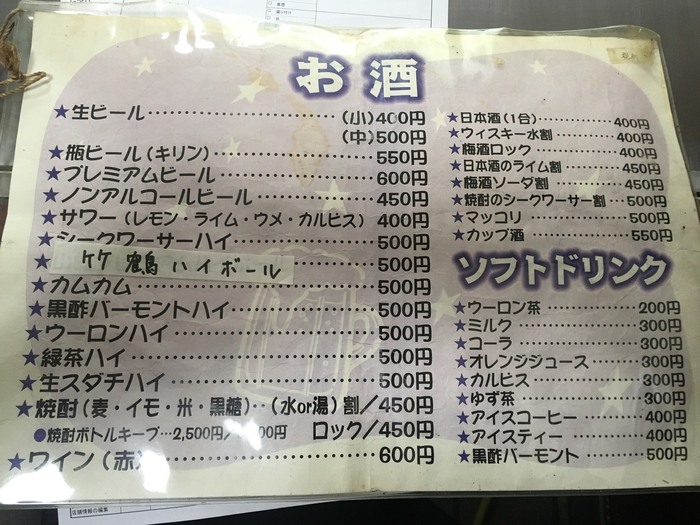 お酒
★生ビール……………………(小)400円
(中)500円
★瓶ビール(キリン)……………550円
★プレミアムビール……………600円
★ノンアルコールビール…………450円
★サワー(レモン・ライム・ウメ・カルピス) 400円
★シークワーサーハイ……………500円
★竹鶴ハイボール 500円
★カムカム……………………500円
★黒酢バーモントハイ……………500円
★ウーロンハイ…………………500円
★緑茶ハイ……………………500円
★生スダチハイ…………………500円
★焼酎(麦・イモ・米・黒糖)‥(水or湯)割/450円
●焼酎ボトルキープ…2,500円/ 00円 ロック/450円
★ワイン(赤)……………………600円
★日本酒(1合)……………400円
★ウィスキー水割…………400円
★梅酒ロック………………400円
★日本酒のライム割………450円
★梅酒ソーダ割……………450円
★焼酎のシークワーサー割…500円
★マッコリ…………………500円
★カップ酒…………………550円
ソフトドリンク
★ウーロン茶………………200円
★ミルク……………………300円
★コーラ……………………300円
★オレンジジュース………300円
★カルピス…………………300円
★ゆず茶……………………300円
★アイスコーヒー…………400円
★アイスティー……………400円
★黒酢バーモント…………500円
店舗情報の編集